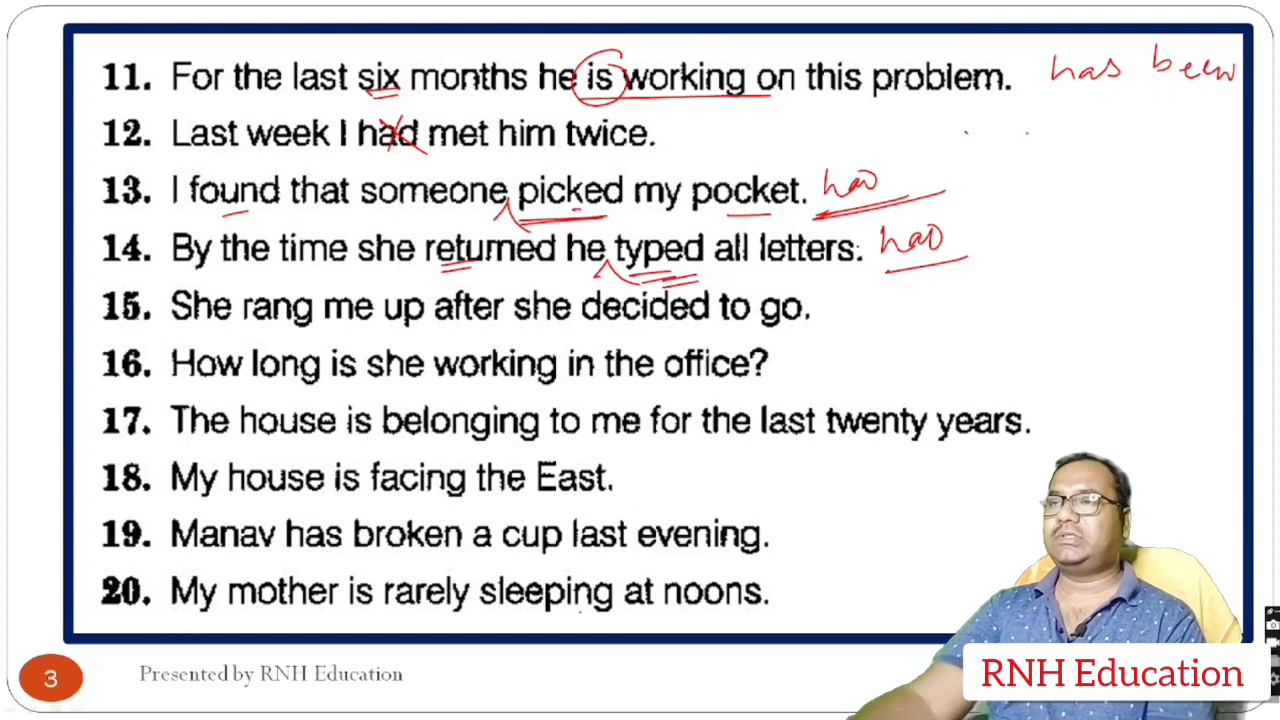 11. For the last six months he is working on this problem. has been
12. Last week I had met him twice.
13. I found that someone picked my pocket. had
14. By the time she returned he typed all letters. had
15. She rang me up after she decided to go.
16. How long is she working in the office?
17. The house is belonging to me for the last twenty years.
18. My house is facing the East.
19. Manav has broken a cup last evening.
20. My mother is rarely sleeping at noons.
3 Presented by RNH Education
RNH Education